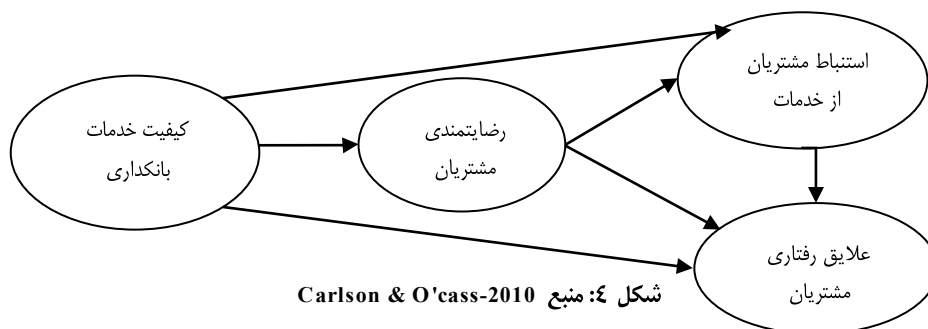 استنباط مشتریان
از خدمات
رضایتمندی
مشتریان
کیفیت خدمات
بانکداری
علایق رفتاری
مشتریان
شکل ٤: منبع Carlson & O'cass-2010